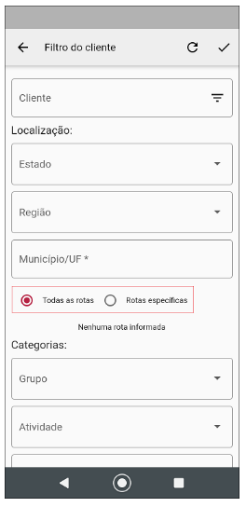 Filtro do cliente
Cliente
Localização:
Estado
Região
Município/UF *
Todas as rotas Rotas específicas
Nenhuma rota informada
Categorias:
Grupo
Atividade